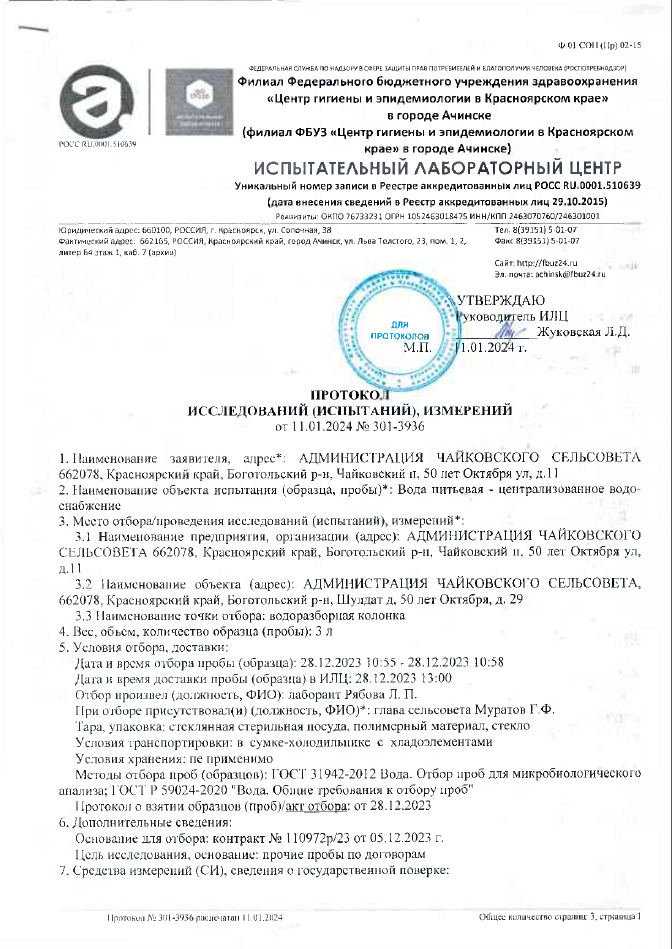 Ф 01 СОП (Пр) 02-15
ФЕДЕРАЛЬНАЯ СЛУЖБА ПО НАДЗОРУ В СФЕРЕ ЗАЩИТЫ ПРАВ ПОТРЕБИТЕЛЕЙ И БЛАГОПОЛУЧИЯ ЧЕЛОВЕКА (РОСПОТРЕБНАДЗОР)
Филиал Федерального бюджетного учреждения здравоохранения
«Центр гигиены и эпидемиологии в Красноярском крае»
в городе Ачинске
(филиал ФБУЗ «Центр гигиены и эпидемиологии в Красноярском
крае» в городе Ачинске)
РОСС RU.0001.510639
ИСПЫТАТЕЛЬНЫЙ ЛАБОРАТОРНЫЙ ЦЕНТР
Уникальный номер записи в Реестре аккредитованных лиц РОСС RU.0001.510639
(дата внесения сведений в Реестр аккредитованных лиц 29.10.2015)
Реквизиты: ОКПО 76733231 ОГРН 1052463018475 ИНН/КПП 2463070760/246301001
Юридический адрес: 660100, РОССИЯ, г. Красноярск, ул. Сопочная, 38
Фактический адрес: 662165, РОССИЯ, Красноярский край, город Ачинск, ул. Льва Толстого, 23, пом. 1, 2,
литер Б4 этаж 1, каб. 7 (архив)
Тел. 8(39151) 5-01-07
Факс 8(39151) 5-01-07
Сайт: http://fbuz24.ru
Эл. почта: achinsk@fbuz24.ru
УТВЕРЖДАЮ
Руководитель ИЛЦ
Жуковская Л.Д.
М.П. 11.01.2024 г.
ДЛЯ
ПРОТОКОЛОВ
ПРОТОКОЛ
ИССЛЕДОВАНИЙ (ИСПЫТАНИЙ), ИЗМЕРЕНИЙ
от 11.01.2024 № 301-3936
1. Наименование заявителя, адрес*: АДМИНИСТРАЦИЯ ЧАЙКОВСКОГО СЕЛЬСОВЕТА
662078, Красноярский край, Боготольский р-н, Чайковский п, 50 лет Октября ул, д.11
2. Наименование объекта испытания (образца, пробы)*: Вода питьевая - централизованное водо-
снабжение
3. Место отбора/проведения исследований (испытаний), измерений*:
3.1 Наименование предприятия, организации (адрес): АДМИНИСТРАЦИЯ ЧАЙКОВСКОГО
СЕЛЬСОВЕТА 662078, Красноярский край, Боготольский р-н, Чайковский п, 50 лет Октября ул,
д.11
3.2 Наименование объекта (адрес): АДМИНИСТРАЦИЯ ЧАЙКОВСКОГО СЕЛЬСОВЕТА,
662078, Красноярский край, Боготольский р-н, Шулдат д, 50 лет Октября, д. 29
3.3 Наименование точки отбора: водоразборная колонка
4. Вес, объем, количество образца (пробы): 3 л
5. Условия отбора, доставки:
Дата и время отбора пробы (образца): 28.12.2023 10:55 - 28.12.2023 10:58
Дата и время доставки пробы (образца) в ИЛЦ: 28.12.2023 13:00
Отбор произвел (должность, ФИО): лаборант Рябова Л. П.
При отборе присутствовал(и) (должность, ФИО)*: глава сельсовета Муратов Г.Ф.
Тара, упаковка: стеклянная стерильная посуда, полимерный материал, стекло
Условия транспортировки: в сумке-холодильнике с хладоэлементами
Условия хранения: не применимо
Методы отбора проб (образцов): ГОСТ 31942-2012 Вода. Отбор проб для микробиологического
анализа; ГОСТ Р 59024-2020 "Вода. Общие требования к отбору проб"
Протокол о взятии образцов (проб)/акт отбора: от 28.12.2023
6. Дополнительные сведения:
Основание для отбора: контракт № 110972р/23 от 05.12.2023 г.
Цель исследования, основание: прочие пробы по договорам
7. Средства измерений (СИ), сведения о государственной поверке:
Протокол № 301-3936 распечатан 11.01.2024
Общее количество страниц: 3, страница 1